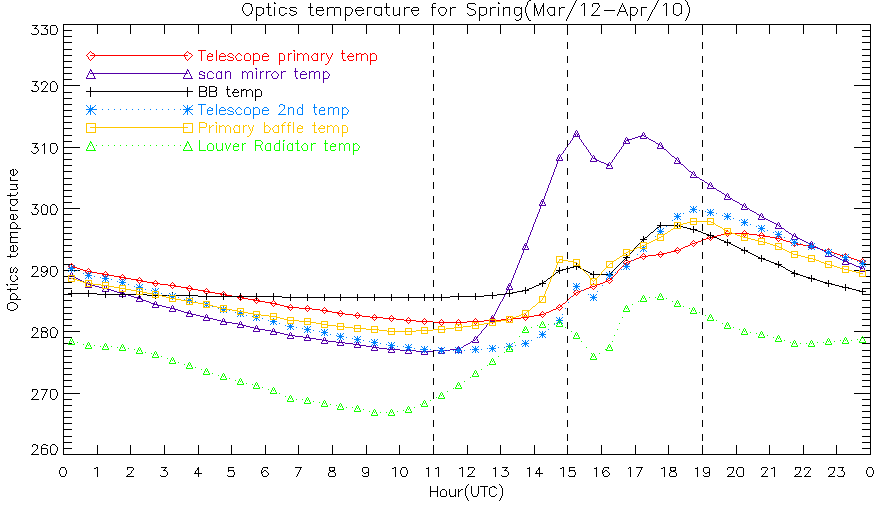 Optics temperature for Spring(Mar/12-Apr/10)
330
320
310
300
290
280
270
260
Optics temperature
Telescope primary temp
scan mirror temp
BB temp
Telescope 2nd temp
Primary baffle temp
Louver Radiator temp
0 1 2 3 4 5 6 7 8 9 10 11 12 13 14 15 16 17 18 19 20 21 22 23 0
Hour(UTC)